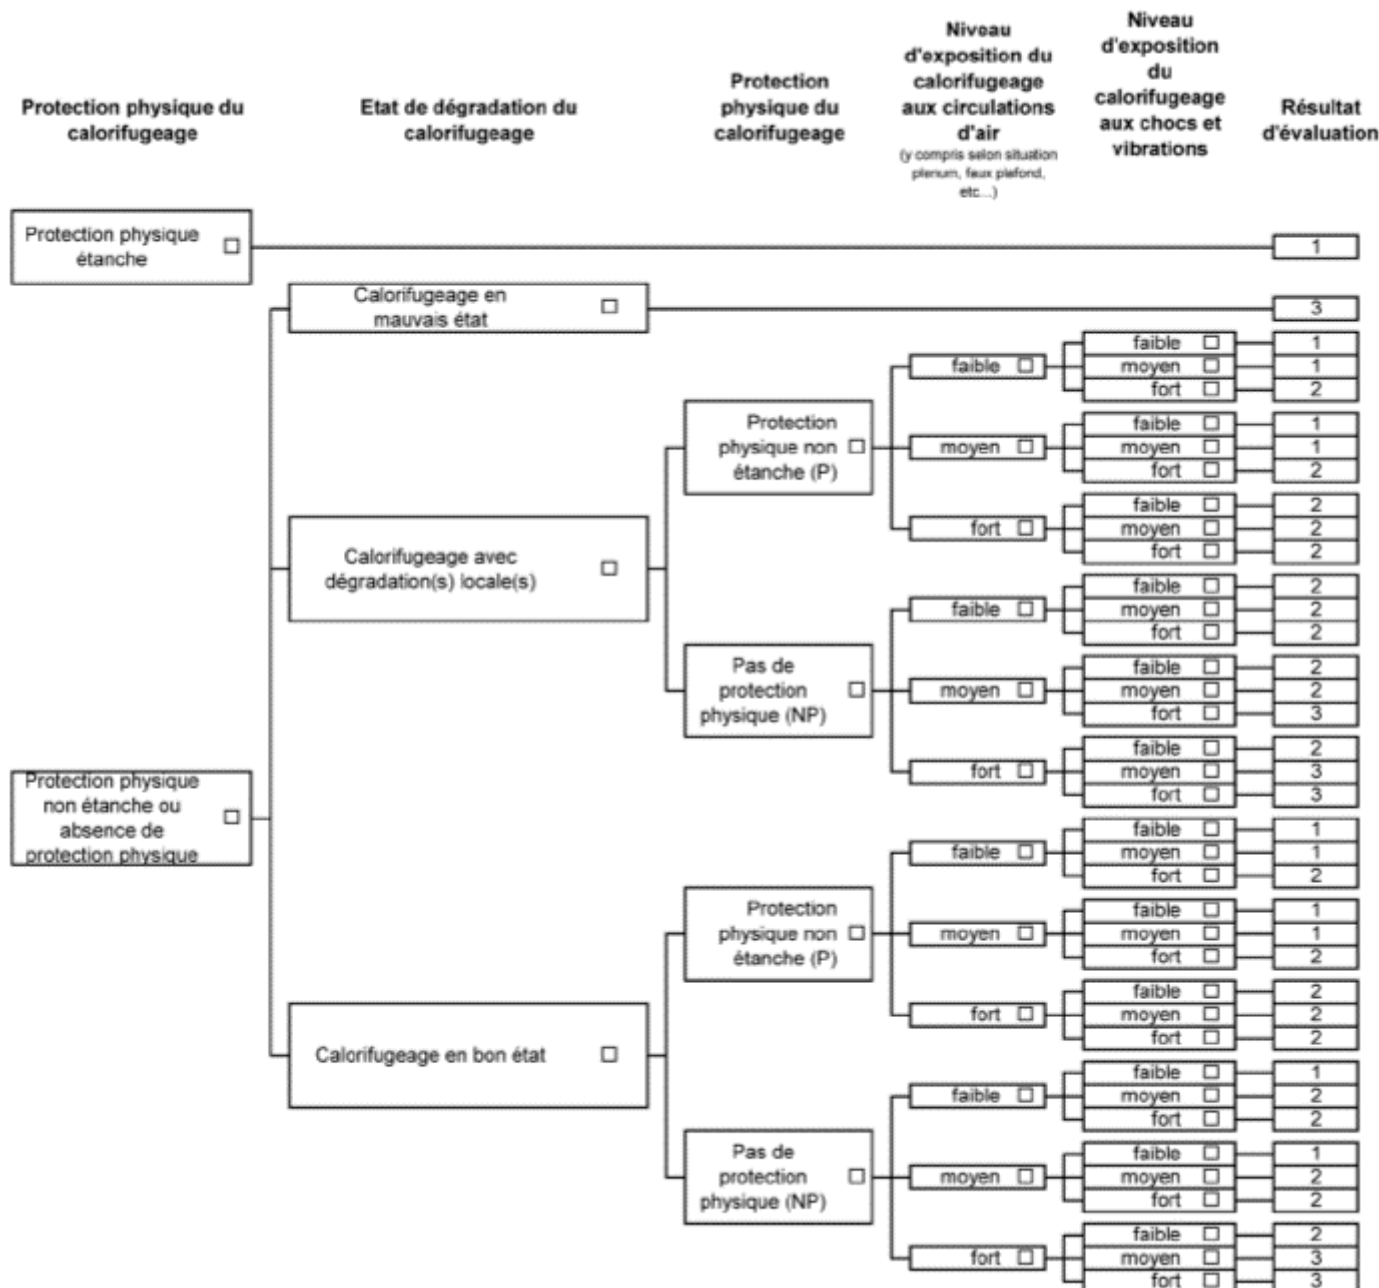 Protection physique du
calorifugeage
Etat de dégradation du
calorifugeage
Protection
physique du
calorifugeage
Niveau
d'exposition du
calorifugeage
aux circulations
d'air
(y compris selon situation
plenum, faux plafond,
etc...)
Niveau
d'exposition
du
calorifugeage
aux chocs et
vibrations
Résultat
d'évaluation
Protection physique
étanche
1
Calorifugeage en
mauvais état
3
Protection physique
non étanche ou
absence de
protection physique
Calorifugeage avec
dégradation(s) locale(s)
Protection
physique non
étanche (P)
faible
faible 1
moyen 1
fort 2
moyen
faible 1
moyen 1
fort 2
fort
faible 2
moyen 2
fort 2
Pas de
protection
physique (NP)
faible
faible 2
moyen 2
fort 2
moyen
faible 2
moyen 2
fort 3
fort
faible 2
moyen 3
fort 3
Calorifugeage en bon état
Protection
physique non
étanche (P)
faible
faible 1
moyen 1
fort 2
moyen
faible 1
moyen 1
fort 2
fort
faible 2
moyen 2
fort 2
Pas de
protection
physique (NP)
faible
faible 1
moyen 2
fort 2
moyen
faible 1
moyen 2
fort 2
fort
faible 2
moyen 3
fort 3